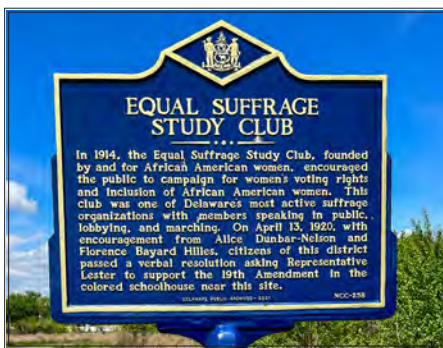 EQUAL SUFFRAGE
STUDY CLUB
In 1914, the Equal Suffrage Study Club, founded
by and for African American women, encouraged
the public to campaign for women's voting rights
and inclusion of African American women. This
club was one of Delaware's most active suffrage
organizations with members speaking in public,
lobbying, and marching. On April 13, 1920, with
encouragement from Alice Dunbar-Nelson and
Florence Bayard Hilles, citizens of this district
passed a verbal resolution asking Representative
Lester to support the 19th Amendment in the
colored schoolhouse near this site.
DELAWARE PUBLIC ARCHIVES - 2021
NCC-258